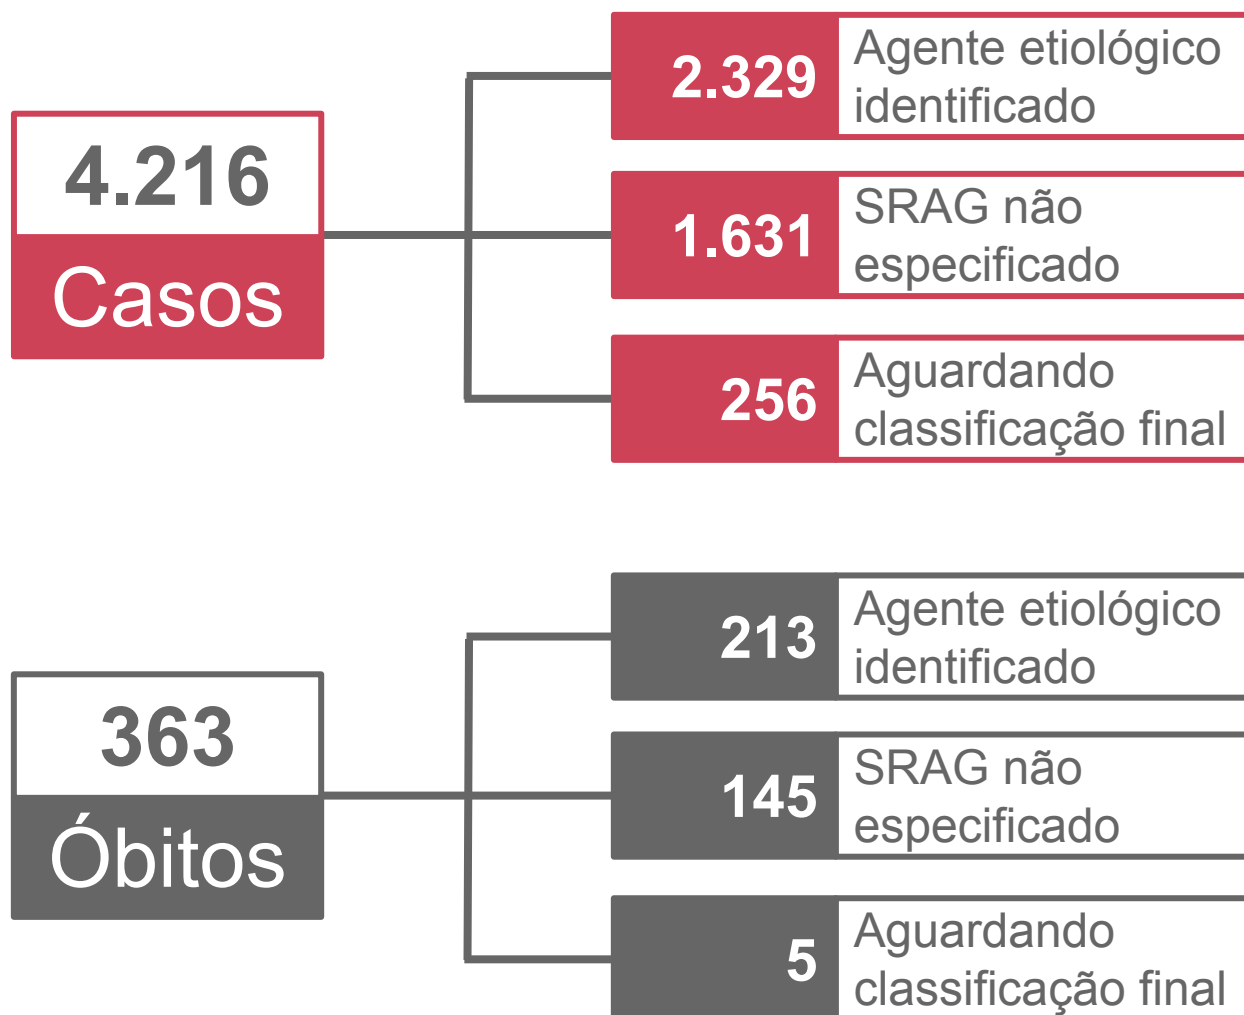 4.216
Casos
2.329
Agente etiológico
identificado
1.631
SRAG não
especificado
256
Aguardando
classificação final
363
Óbitos
213
Agente etiológico
identificado
145
SRAG não
especificado
5
Aguardando
classificação final